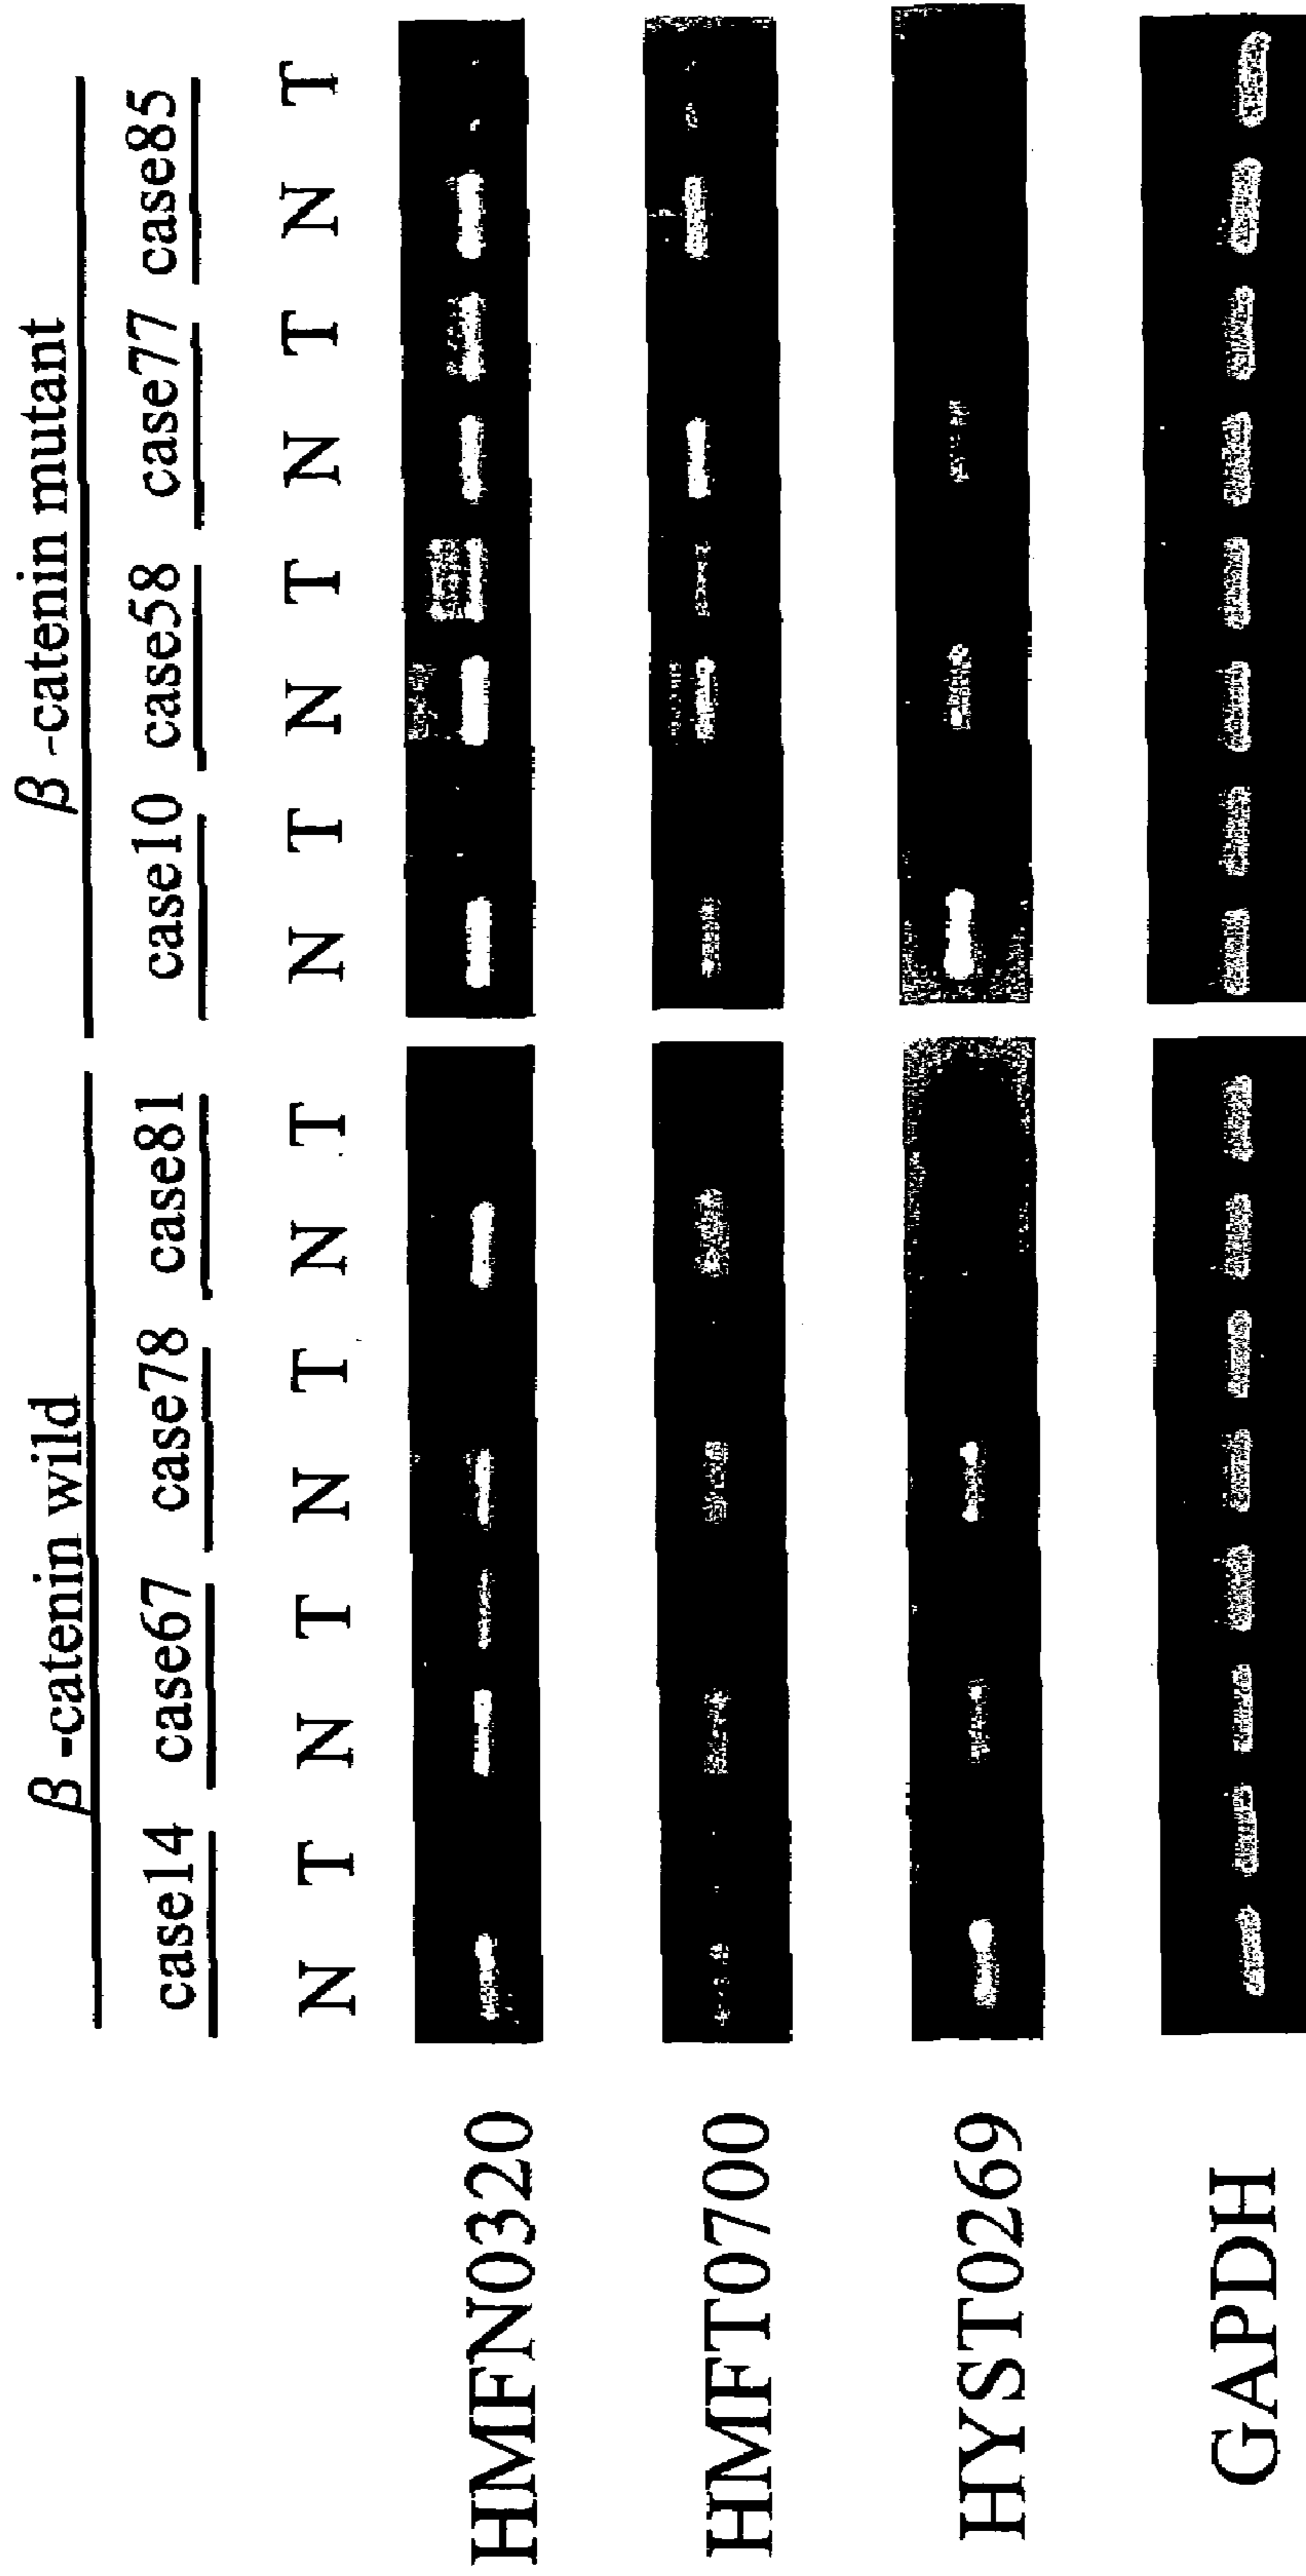 β-catenin wild β-catenin mutant
case14 case67 case78 case81 case10 case58 case77 case85
N T N T N T N T N T N T N T N T
HMFN0320
HMFT0700
HYST0269
GAPDH